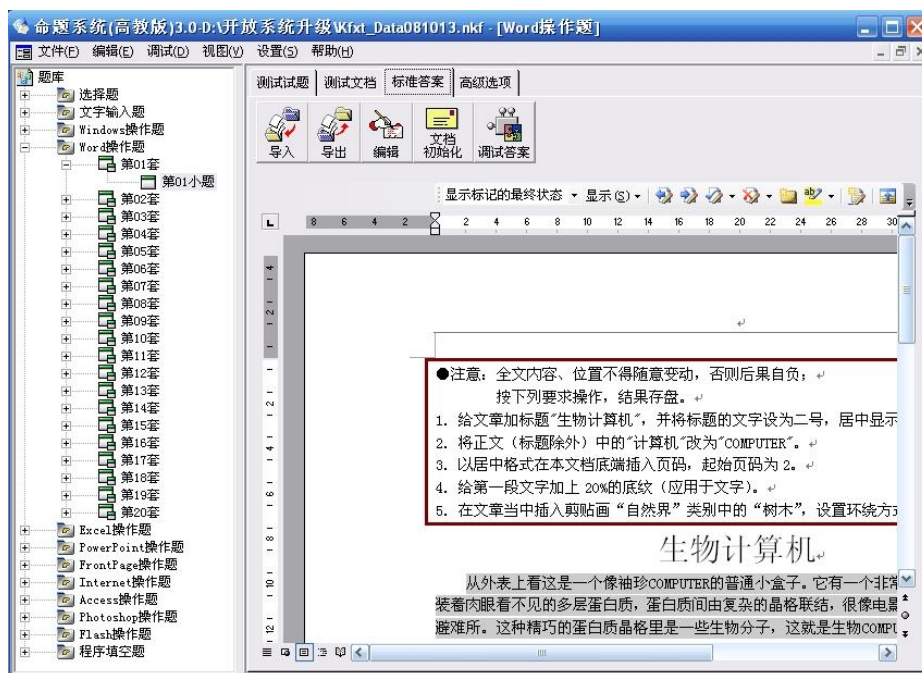 命题系统(高教版)3.0-D:\开放系统升级\Kfxt_Data081013.nkf - [Word操作题]
文件(F) 编辑(E) 调试(D) 视图(V) 设置(S) 帮助(H)
题库
选择题
文字输入题
Windows操作题
Word操作题
第01套
第01小题
第02套
第03套
第04套
第05套
第06套
第07套
第08套
第09套
第10套
第11套
第12套
第13套
第14套
第15套
第16套
第17套
第18套
第19套
第20套
Excel操作题
PowerPoint操作题
FrontPage操作题
Internet操作题
Access操作题
Photoshop操作题
Flash操作题
程序填空题
测试试题 测试文档 标准答案 高级选项
导入 导出 编辑 文档初始化 调试答案
显示标记的最终状态 显示(S)
8 6 4 2 2 4 6 8 10 12 14 16 18 20 22 24 26 28 30
●注意：全文内容、位置不得随意变动，否则后果自负；
按下列要求操作，结果存盘。
1. 给文章加标题"生物计算机"，并将标题的文字设为二号，居中显示
2. 将正文（标题除外）中的"计算机"改为"COMPUTER"。
3. 以居中格式在本文档底端插入页码，起始页码为 2。
4. 给第一段文字加上 20%的底纹（应用于文字）。
5. 在文章当中插入剪贴画“自然界”类别中的“树木”，设置环绕方式
生物计算机
从外表上看这是一个像袖珍COMPUTER的普通小盒子。它有一个非常
装着肉眼看不见的多层蛋白质，蛋白质间由复杂的晶格联结，很像电影
避难所。这种精巧的蛋白质晶格里是一些生物分子，这就是生物COMPU